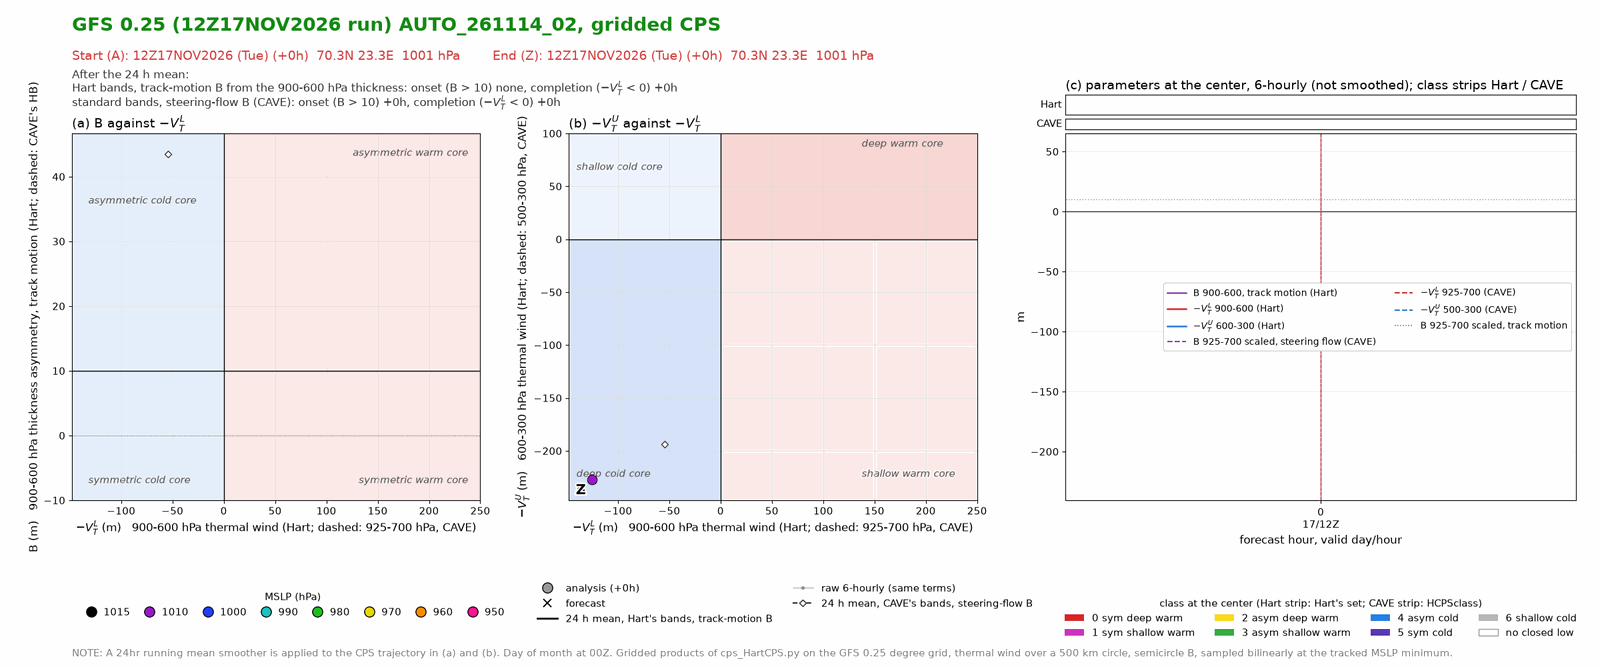 GFS 0.25 (12Z17NOV2026 run) AUTO_261114_02, gridded CPS
Start (A): 12Z17NOV2026 (Tue) (+0h)  70.3N 23.3E  1001 hPa    End (Z): 12Z17NOV2026 (Tue) (+0h)  70.3N 23.3E  1001 hPa
After the 24 h mean:
Hart bands, track-motion B from the 900-600 hPa thickness: onset (B > 10) none, completion (−V_T^L < 0) +0h
standard bands, steering-flow B (CAVE): onset (B > 10) +0h, completion (−V_T^L < 0) +0h
(a) B against −V_T^L
B (m)   900-600 hPa thickness asymmetry, track motion (Hart; dashed: CAVE's HB)
40
30
20
10
0
−10
asymmetric warm core
asymmetric cold core
symmetric cold core
symmetric warm core
−100 −50 0 50 100 150 200 250
−V_T^L (m)   900-600 hPa thermal wind (Hart; dashed: 925-700 hPa, CAVE)
(b) −V_T^U against −V_T^L
−V_T^U (m)   600-300 hPa thermal wind (Hart; dashed: 500-300 hPa, CAVE)
100
50
0
−50
−100
−150
−200
deep warm core
shallow cold core
deep cold core
shallow warm core
Z
−100 −50 0 50 100 150 200 250
−V_T^L (m)   900-600 hPa thermal wind (Hart; dashed: 925-700 hPa, CAVE)
(c) parameters at the center, 6-hourly (not smoothed); class strips Hart / CAVE
Hart
CAVE
m
50
0
−50
−100
−150
−200
B 900-600, track motion (Hart)
−V_T^L 900-600 (Hart)
−V_T^U 600-300 (Hart)
B 925-700 scaled, steering flow (CAVE)
−V_T^L 925-700 (CAVE)
−V_T^U 500-300 (CAVE)
B 925-700 scaled, track motion
0
17/12Z
forecast hour, valid day/hour
MSLP (hPa)
1015 1010 1000 990 980 970 960 950
analysis (+0h)
forecast
24 h mean, Hart's bands, track-motion B
raw 6-hourly (same terms)
24 h mean, CAVE's bands, steering-flow B
class at the center (Hart strip: Hart's set; CAVE strip: HCPSclass)
0 sym deep warm
1 sym shallow warm
2 asym deep warm
3 asym shallow warm
4 asym cold
5 sym cold
6 shallow cold
no closed low
NOTE: A 24hr running mean smoother is applied to the CPS trajectory in (a) and (b). Day of month at 00Z. Gridded products of cps_HartCPS.py on the GFS 0.25 degree grid, thermal wind over a 500 km circle, semicircle B, sampled bilinearly at the tracked MSLP minimum.